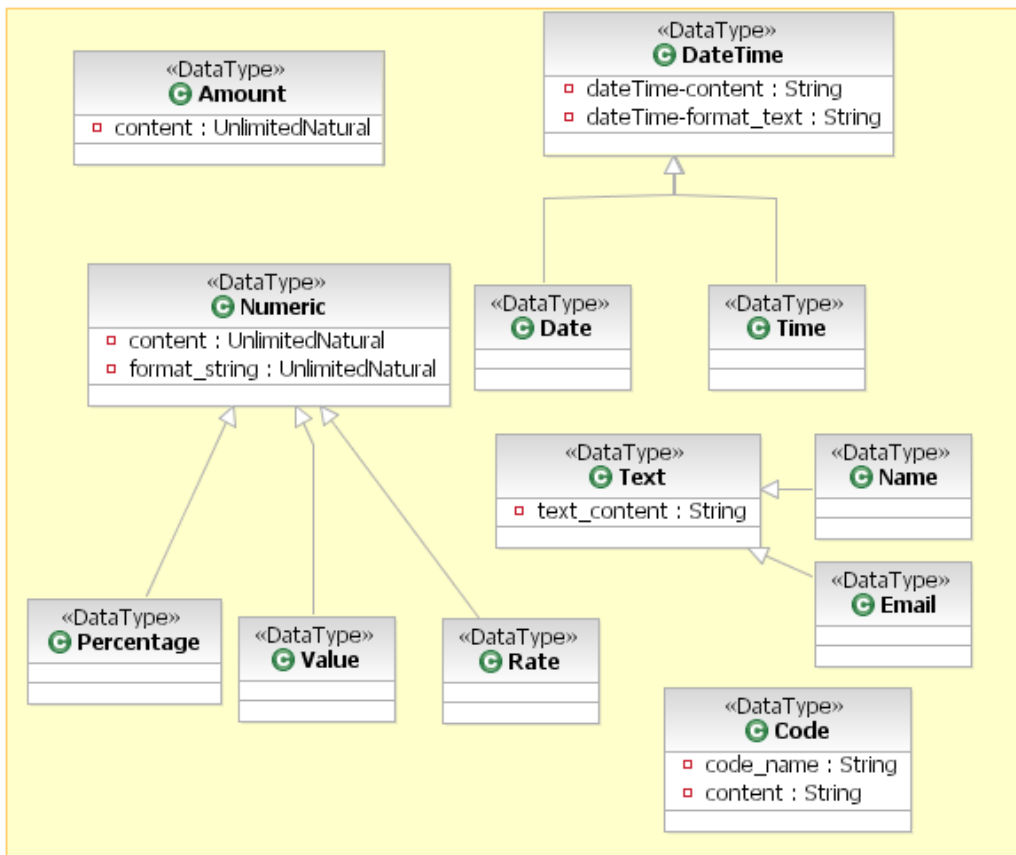 «DataType»
Amount
content : UnlimitedNatural
«DataType»
DateTime
dateTime-content : String
dateTime-format_text : String
«DataType»
Numeric
content : UnlimitedNatural
format_string : UnlimitedNatural
«DataType»
Date
«DataType»
Time
«DataType»
Text
text_content : String
«DataType»
Name
«DataType»
Email
«DataType»
Percentage
«DataType»
Value
«DataType»
Rate
«DataType»
Code
code_name : String
content : String